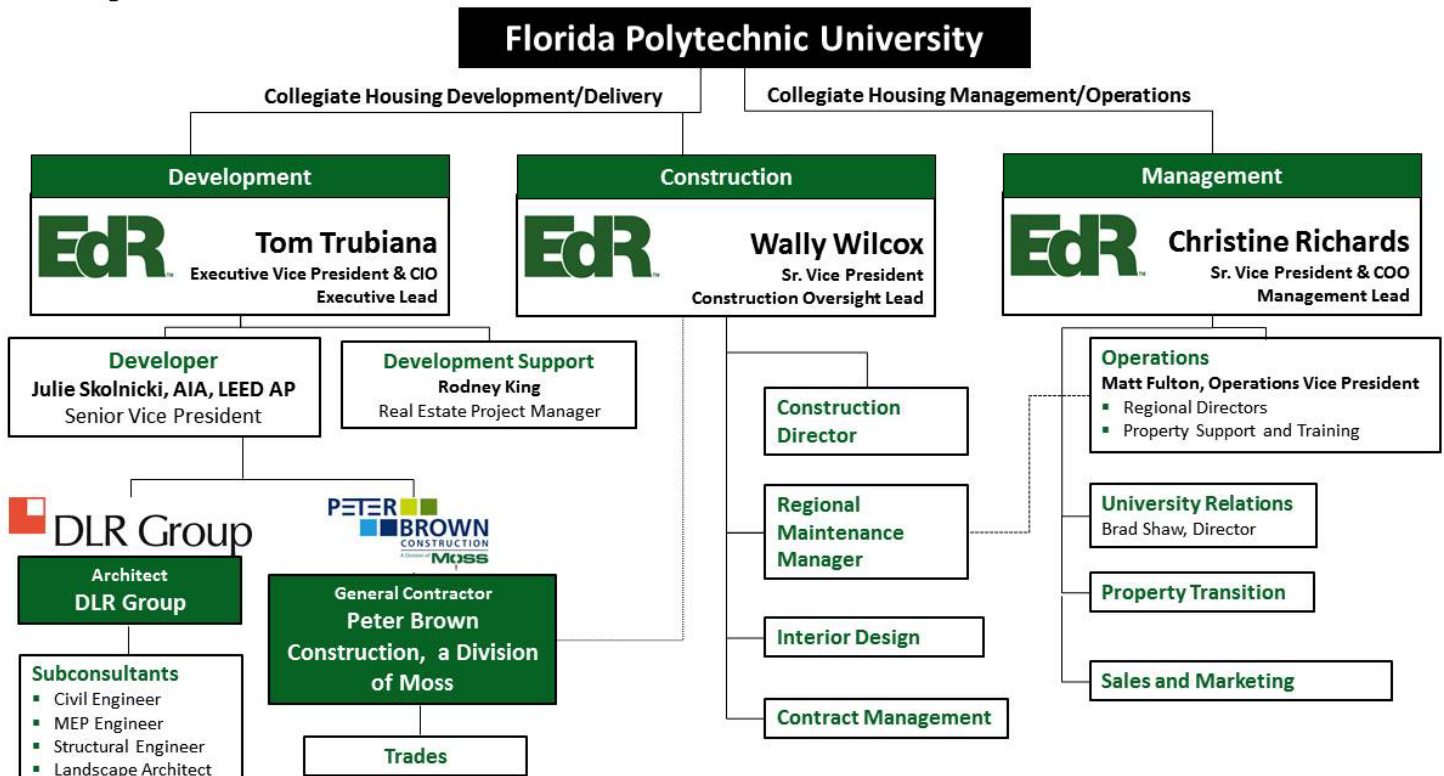 Florida Polytechnic University
Collegiate Housing Development/Delivery
Collegiate Housing Management/Operations
Development
EdR™
Tom Trubiana
Executive Vice President & CIO
Executive Lead
Construction
EdR™
Wally Wilcox
Sr. Vice President
Construction Oversight Lead
Management
EdR™
Christine Richards
Sr. Vice President & COO
Management Lead
Developer
Julie Skolnicki, AIA, LEED AP
Senior Vice President
Development Support
Rodney King
Real Estate Project Manager
DLR Group
Architect
DLR Group
Subconsultants
▪ Civil Engineer
▪ MEP Engineer
▪ Structural Engineer
▪ Landscape Architect
PETER
BROWN
CONSTRUCTION
A Division of Moss
General Contractor
Peter Brown
Construction, a Division
of Moss
Trades
Construction
Director
Regional
Maintenance
Manager
Interior Design
Contract Management
Operations
Matt Fulton, Operations Vice President
▪ Regional Directors
▪ Property Support and Training
University Relations
Brad Shaw, Director
Property Transition
Sales and Marketing